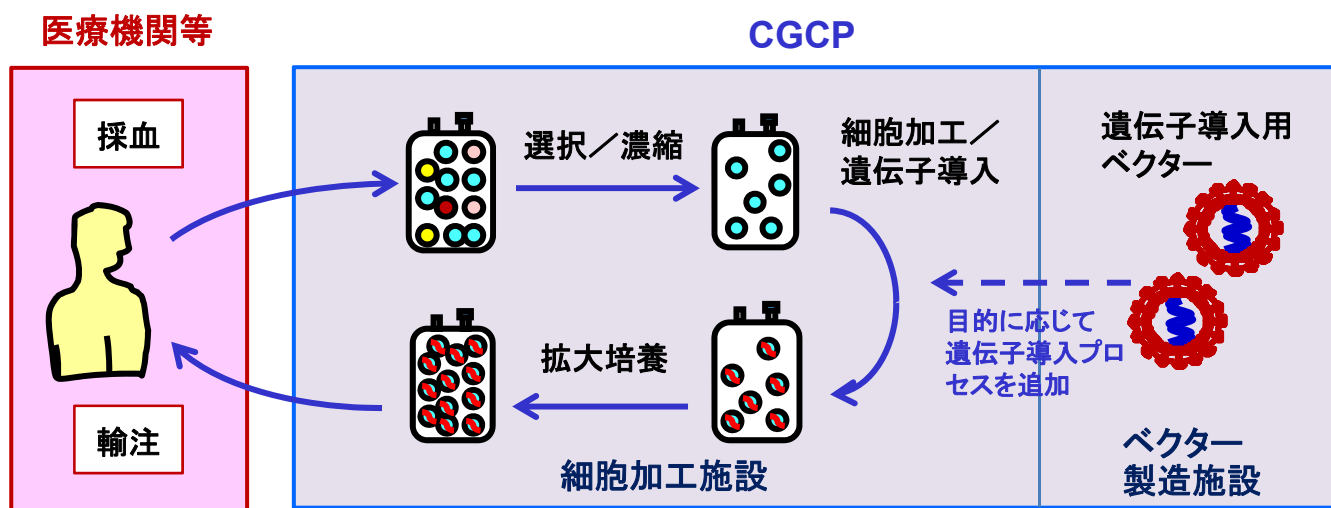 医療機関等
CGCP
採血
輸注
選択／濃縮
細胞加工／
遺伝子導入
拡大培養
細胞加工施設
遺伝子導入用
ベクター
目的に応じて
遺伝子導入プロ
セスを追加
ベクター
製造施設